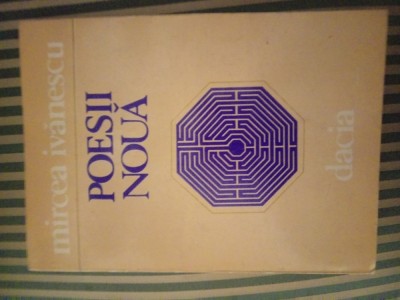 mircea ivănescu
POESII
NOUĂ
dacia